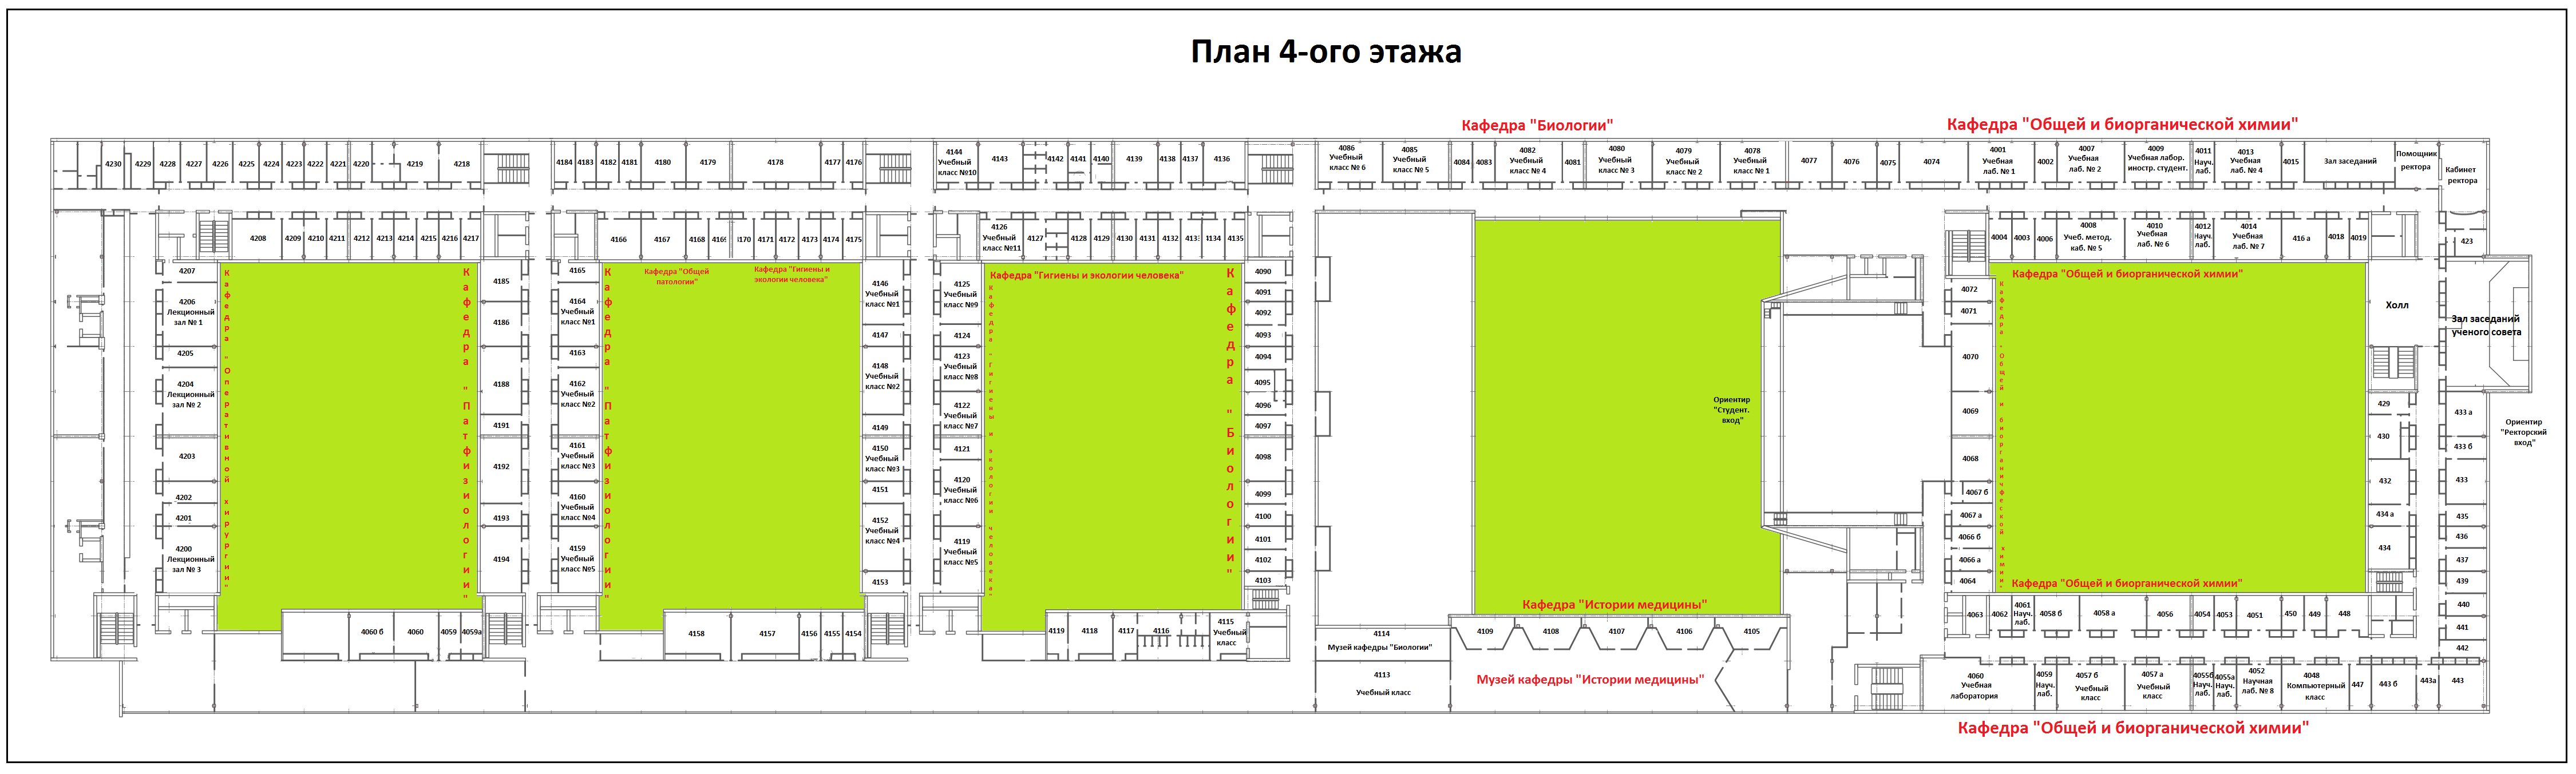 План 4-ого этажа
Кафедра "Биологии"
Кафедра "Общей и биорганической химии"
4230
4229
4228
4227
4226
4225
4224
4223
4222
4221
4220
4219
4218
4184
4183
4182
4181
4180
4179
4178
4177
4176
4144
Учебный
класс №10
4143
4142
4141
4140
4139
4138
4137
4136
4086
Учебный
класс № 6
4085
Учебный
класс № 5
4084
4083
4082
Учебный
класс № 4
4081
4080
Учебный
класс № 3
4079
Учебный
класс № 2
4078
Учебный
класс № 1
4077
4076
4075
4074
4001
Учебная
лаб. № 1
4002
4007
Учебная
лаб. № 2
4009
Учебная лабор.
иностр. студент.
4011
Науч.
лаб.
4013
Учебная
лаб. № 4
4015
Зал заседаний
Помощник
ректора
Кабинет
ректора
4208
4209
4210
4211
4212
4213
4214
4215
4216
4217
4166
4167
4168
4169
4170
4171
4172
4173
4174
4175
4126
Учебный
класс №11
4127
4128
4129
4130
4131
4132
4133
4134
4135
4004
4003
4006
4008
Учеб. метод.
каб. № 5
4010
Учебная
лаб. № 6
4012
Науч.
лаб.
4014
Учебная
лаб. № 7
416 а
4018
4019
423
4207
4206
Лекционный
зал № 1
4205
4204
Лекционный
зал № 2
4203
4202
4201
4200
Лекционный
зал № 3
Кафедра "Оперативной хирургии"
Кафедра "Патфизиологии"
4185
4186
4188
4191
4192
4193
4194
4165
4164
Учебный
класс №1
4163
4162
Учебный
класс №2
4161
Учебный
класс №3
4160
Учебный
класс №4
4159
Учебный
класс №5
Кафедра "Патфизиологии"
Кафедра "Общей
патологии"
Кафедра "Гигиены и
экологии человека"
4146
Учебный
класс №1
4147
4148
Учебный
класс №2
4149
4150
Учебный
класс №3
4151
4152
Учебный
класс №4
4153
4125
Учебный
класс №9
4124
4123
Учебный
класс №8
4122
Учебный
класс №7
4121
4120
Учебный
класс №6
4119
Учебный
класс №5
Кафедра "Гигиены и экологии человека"
Кафедра "Гигиены и экологии человека"
Кафедра "Биологии"
4090
4091
4092
4093
4094
4095
4096
4097
4098
4099
4100
4101
4102
4103
Ориентир
"Студент.
вход"
Кафедра "Истории медицины"
4072
4071
4070
4069
4068
4067 б
4067 а
4066 б
4066 а
4064
Кафедра "Общей и биорганической химии"
Кафедра "Общей и биорганичфеской химии"
Кафедра "Общей и биорганической химии"
Холл
Зал заседаний
ученого совета
429
430
432
434 а
434
433 а
433 б
433
435
436
437
439
440
441
442
Ориентир
"Ректорский
вход"
4060 б
4060
4059
4059а
4158
4157
4156
4155
4154
4119
4118
4117
4116
4115
Учебный
класс
4114
Музей кафедры "Биологии"
4113
Учебный класс
4109
4108
4107
4106
4105
Музей кафедры "Истории медицины"
4063
4062
4061
Науч.
лаб.
4058 б
4058 а
4056
4054
4053
4051
450
449
448
4060
Учебная
лаборатория
4059
Науч.
лаб.
4057 б
Учебный
класс
4057 а
Учебный
класс
4055б
Науч.
лаб.
4055а
Науч.
лаб.
4052
Научная
лаб. № 8
4048
Компьютерный
класс
447
443 б
443а
443
Кафедра "Общей и биорганической химии"